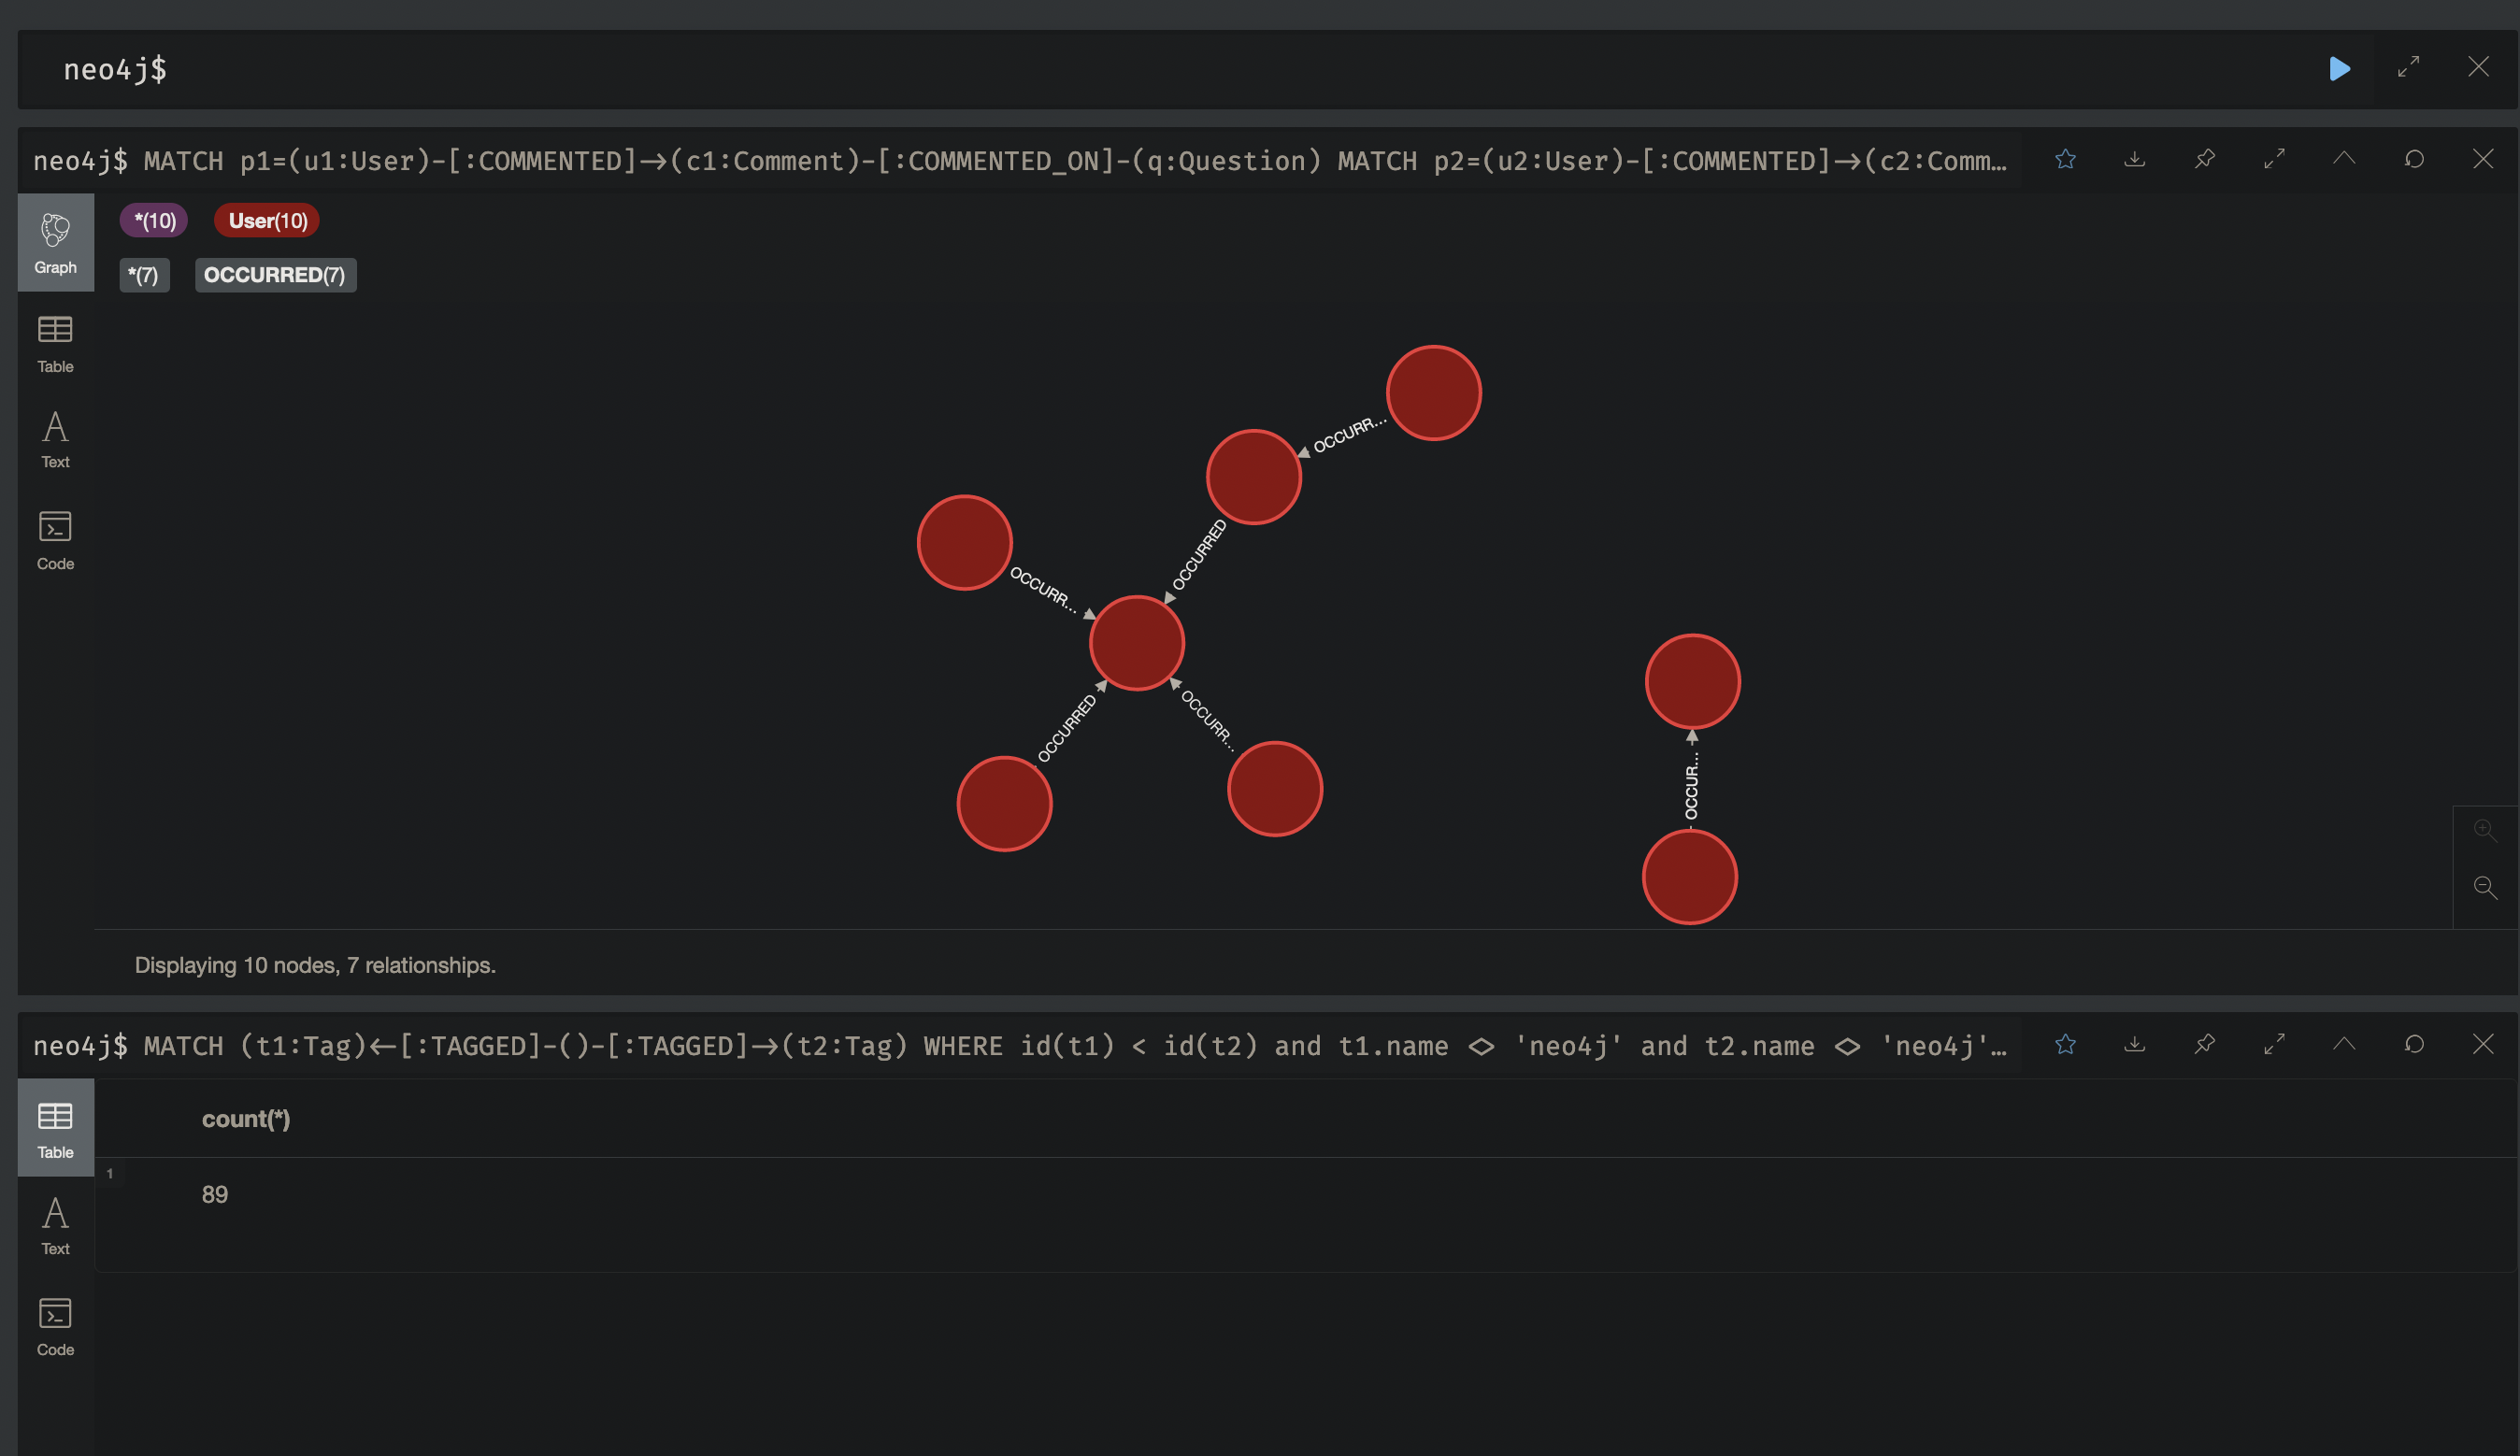 neo4j$
neo4j$ MATCH p1=(u1:User)-[:COMMENTED]→(c1:Comment)-[:COMMENTED_ON]-(q:Question) MATCH p2=(u2:User)-[:COMMENTED]→(c2:Comm…
Graph
*(10) User(10)
*(7) OCCURRED(7)
Table
Text
Code
OCCURR...
OCCURRED
OCCURR...
OCCURRED
OCCURR...
OCCUR...
Displaying 10 nodes, 7 relationships.
neo4j$ MATCH (t1:Tag)←[:TAGGED]-()-[:TAGGED]→(t2:Tag) WHERE id(t1) < id(t2) and t1.name <> 'neo4j' and t2.name <> 'neo4j'…
Table
count(*)
1
89
A
Text
Code